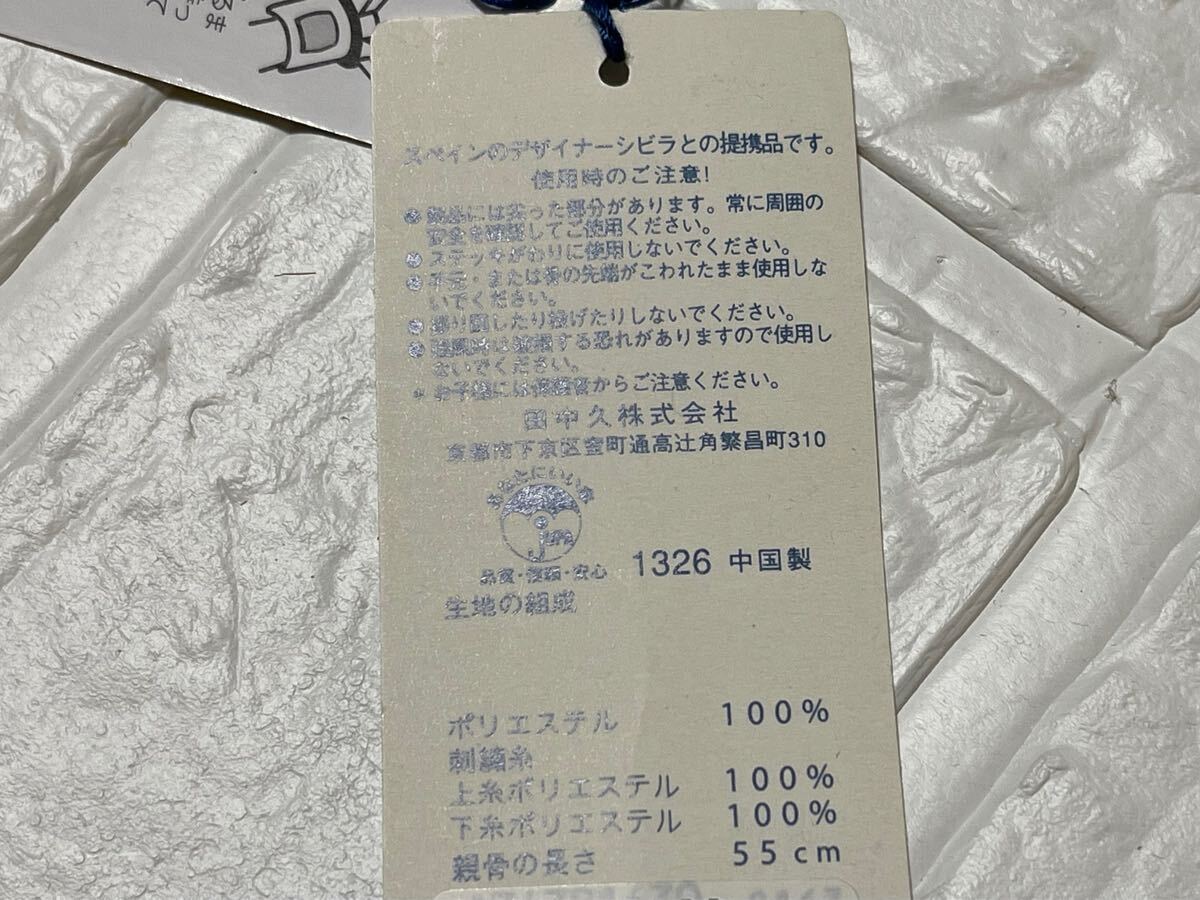 スペインのデザイナーシビラとの提携品です。
使用時のご注意!
● 製品には尖った部分があります。常に周囲の
安全を確認してご使用ください。
● ステッキがわりに使用しないでください。
● 手元・または骨の先端がこわれたまま使用しな
いでください。
● 振り回したり投げたりしないでください。
● 強風時は破損する恐れがありますので使用し
ないでください。
● お子様には保護者からご注意ください。
田中久株式会社
京都市下京区室町通高辻角繁昌町310
あなたにいい傘
jupa
品質・信頼・安心
1326 中国製
生地の組成
ポリエステル 100%
刺繍糸
上糸ポリエステル 100%
下糸ポリエステル 100%
親骨の長さ 55cm